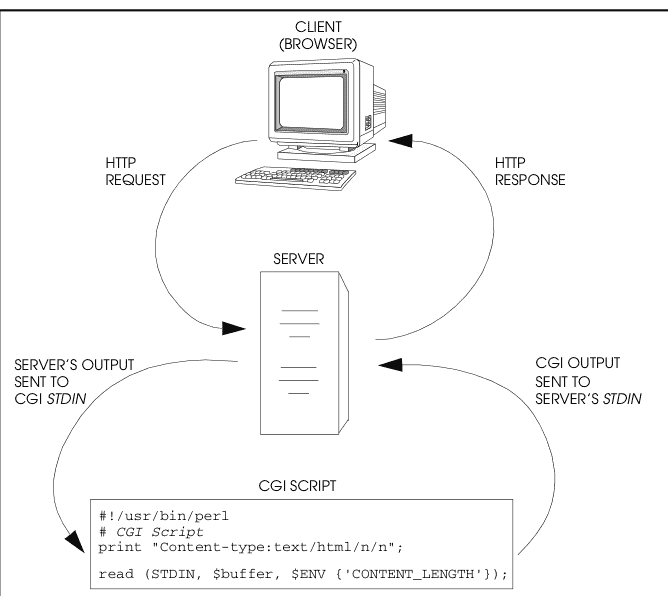 CLIENT
(BROWSER)
HTTP
REQUEST
HTTP
RESPONSE
SERVER
SERVER'S OUTPUT
SENT TO
CGI STDIN
CGI OUTPUT
SENT TO
SERVER'S STDIN
CGI SCRIPT
#!/usr/bin/perl
# CGI Script
print "Content-type:text/html/n/n";
read (STDIN, $buffer, $ENV {'CONTENT_LENGTH'});